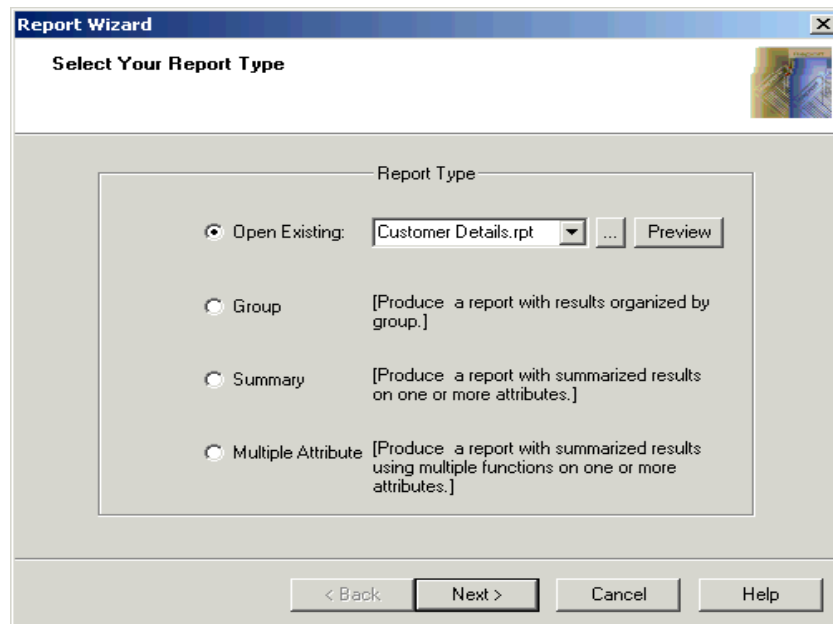 Report Wizard
Select Your Report Type
Report
Report Type
Open Existing: Customer Details.rpt ... Preview
Group [Produce a report with results organized by
group.]
Summary [Produce a report with summarized results
on one or more attributes.]
Multiple Attribute [Produce a report with summarized results
using multiple functions on one or more
attributes.]
< Back Next > Cancel Help